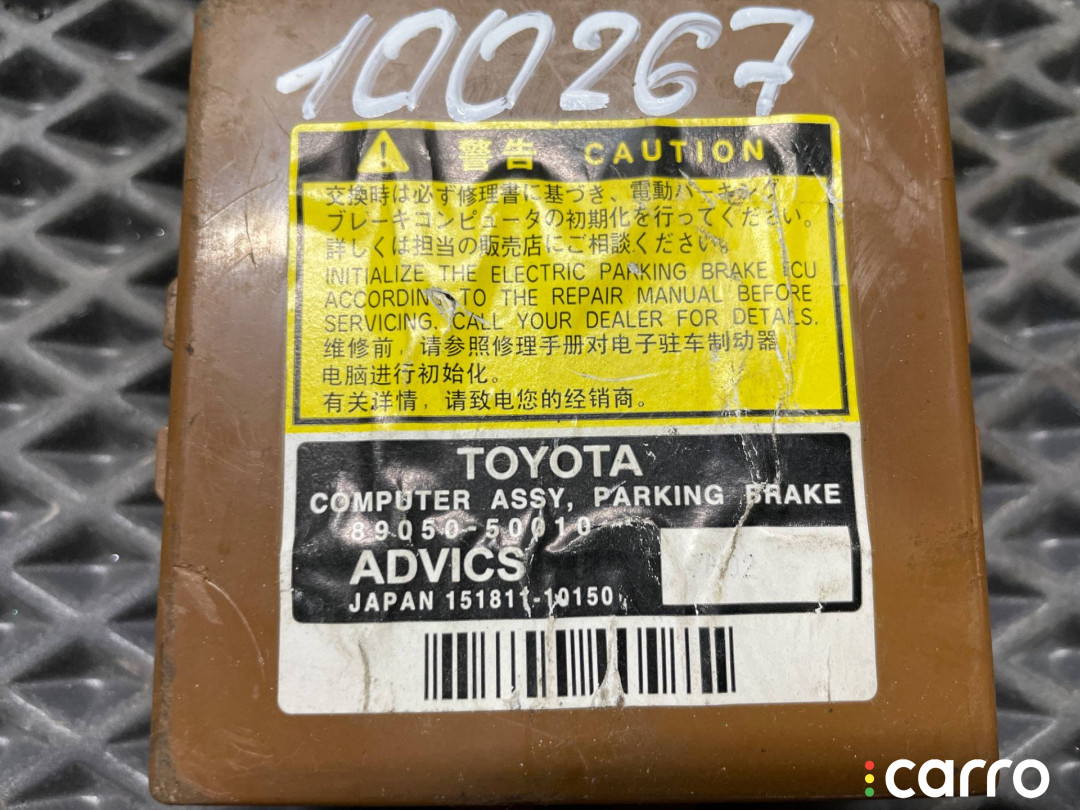 100267
警告 CAUTION
交換時は必ず修理書に基づき、電動パーキング
ブレーキコンピュータの初期化を行ってください。
詳しくは担当の販売店にご相談ください。
INITIALIZE THE ELECTRIC PARKING BRAKE ECU
ACCORDING TO THE REPAIR MANUAL BEFORE
SERVICING. CALL YOUR DEALER FOR DETAILS.
维修前，请参照修理手册对电子驻车制动器
电脑进行初始化。
有关详情，请致电您的经销商。
TOYOTA
COMPUTER ASSY, PARKING BRAKE
89050-50010
ADVICS
JAPAN 151811-10150
carro